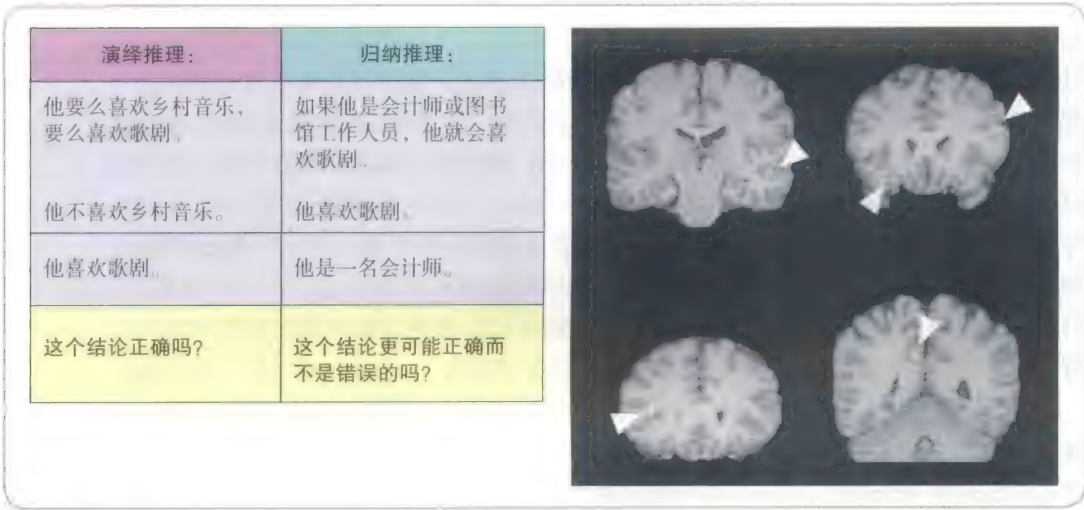 演绎推理：
归纳推理：
他要么喜欢乡村音乐，
要么喜欢歌剧。
如果他是会计师或图书
馆工作人员，他就会喜
欢歌剧。
他不喜欢乡村音乐。
他喜欢歌剧。
他喜欢歌剧。
他是一名会计师。
这个结论正确吗？
这个结论更可能正确而
不是错误的吗？